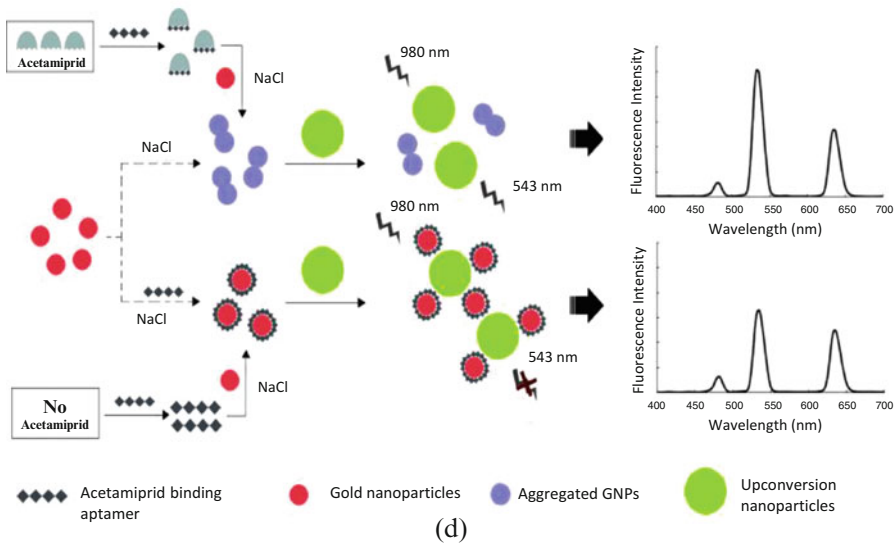 Acetamiprid
NaCl
980 nm
NaCl
543 nm
Fluorescence Intensity
400 450 500 550 600 650 700
Wavelength (nm)
NaCl
980 nm
543 nm
Fluorescence Intensity
400 450 500 550 600 650 700
Wavelength (nm)
No
Acetamiprid
NaCl
Acetamiprid binding
aptamer
Gold nanoparticles
Aggregated GNPs
Upconversion
nanoparticles
(d)